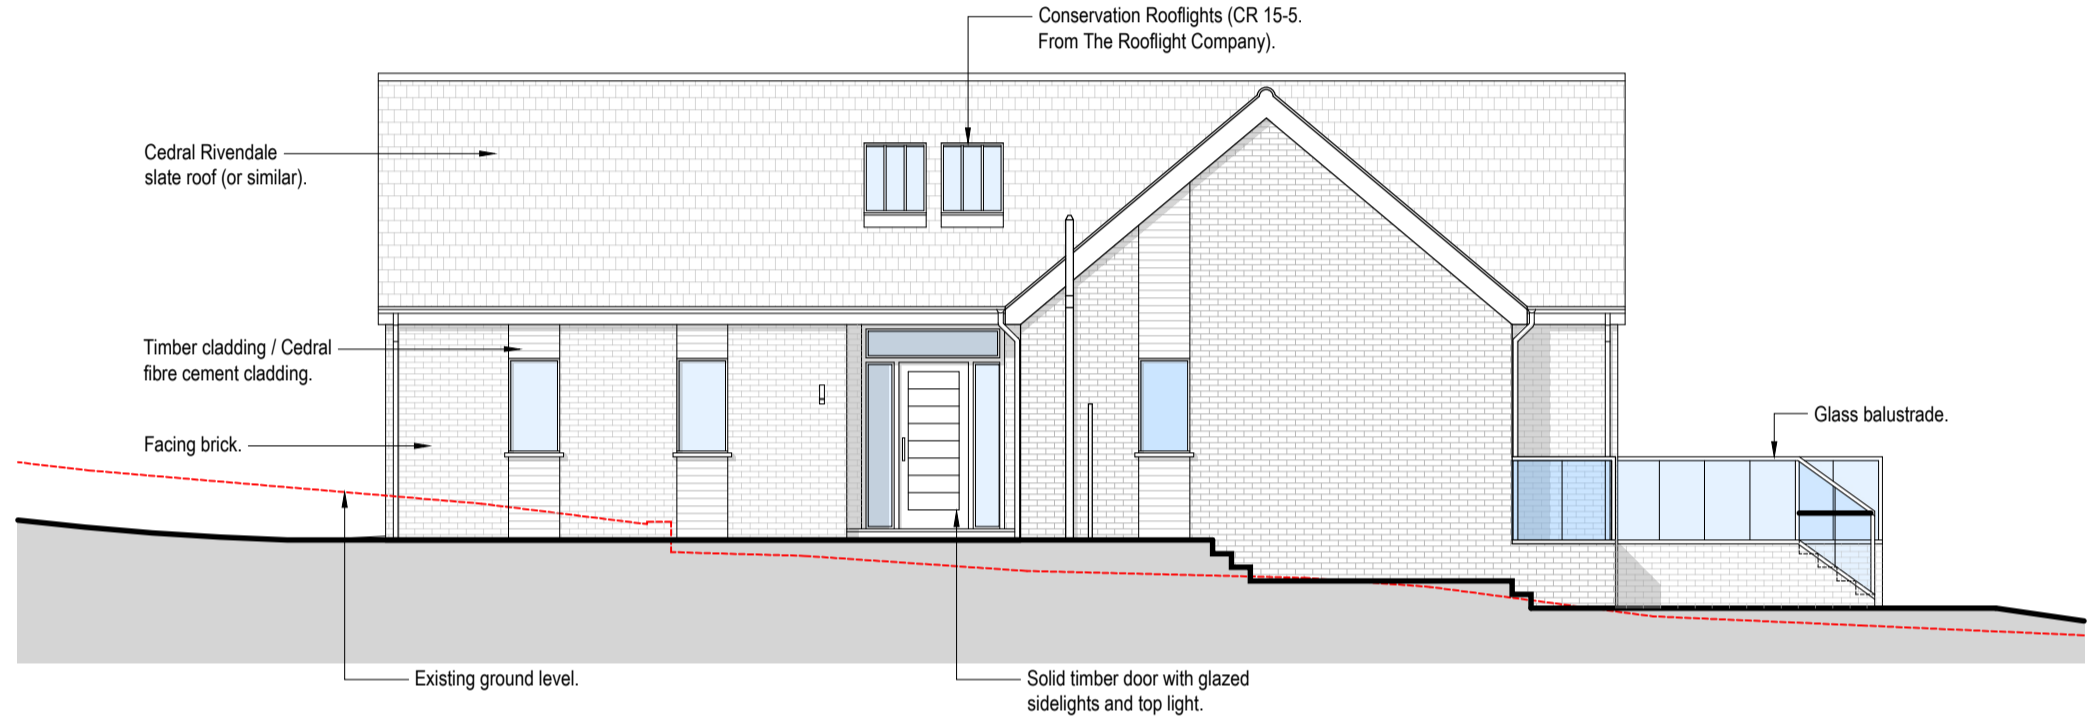 Conservation Rooflights (CR 15-5.
From The Rooflight Company).
Cedral Rivendale
slate roof (or similar).
Timber cladding / Cedral
fibre cement cladding.
Facing brick.
Glass balustrade.
Existing ground level.
Solid timber door with glazed
sidelights and top light.